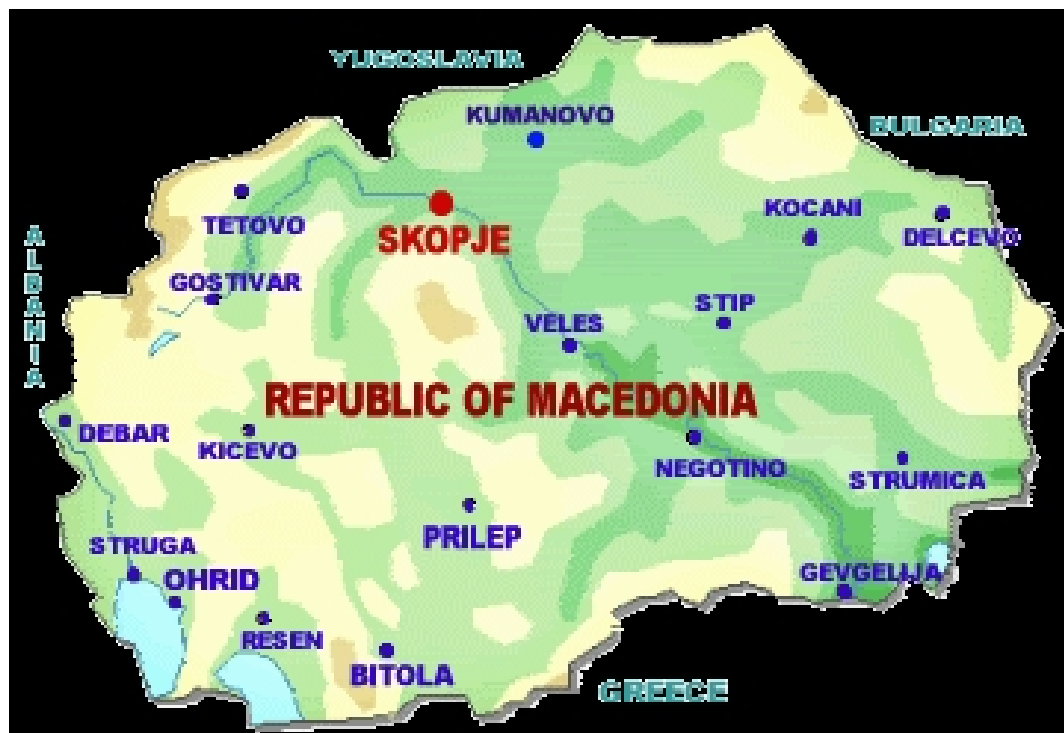 YUGOSLAVIA
KUMANOVO
BULGARIA
TETOVO
SKOPJE
KOCANI
DELCEVO
ALBANIA
GOSTIVAR
STIP
VELES
REPUBLIC OF MACEDONIA
DEBAR
KICEVO
NEGOTINO
STRUMICA
PRILEP
STRUGA
OHRID
GEVGELIJA
RESEN
BITOLA
GREECE